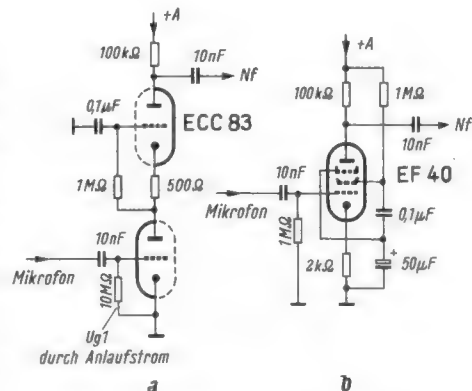 +A
100kΩ
10nF
Nf
0,1µF
ECC 83
1MΩ
500Ω
10nF
Mikrofon
10MΩ
Ug1
durch Anlaufstrom
a
+A
100kΩ
1MΩ
Nf
10nF
10nF
EF 40
Mikrofon
1MΩ
0,1µF
2kΩ
+
50µF
b